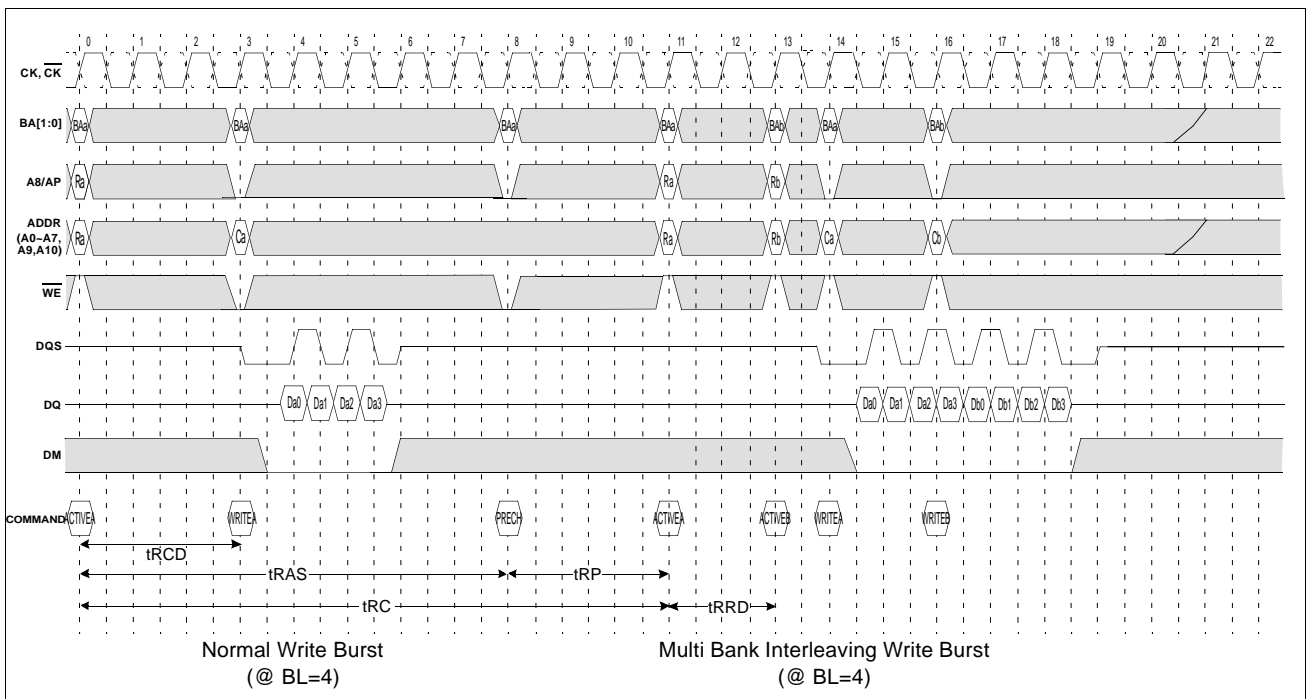 0 1 2 3 4 5 6 7 8 9 10 11 12 13 14 15 16 17 18 19 20 21 22
CK, CK
BA[1:0] BAa BAa BAa BAa BAb BAa BAb
A8/AP Ra Ra Rb
ADDR
(A0~A7,
A9,A10)
Ra Ca Ra Rb Ca Cb
WE
DQS
DQ Da0 Da1 Da2 Da3 Da0 Da1 Da2 Da3 Db0 Db1 Db2 Db3
DM
COMMAND ACTIVEA WRITEA PRECH ACTIVEA ACTIVEB WRITEA WRITEB
tRCD
tRAS tRP
tRC tRRD
Normal Write Burst Multi Bank Interleaving Write Burst
(@ BL=4) (@ BL=4)